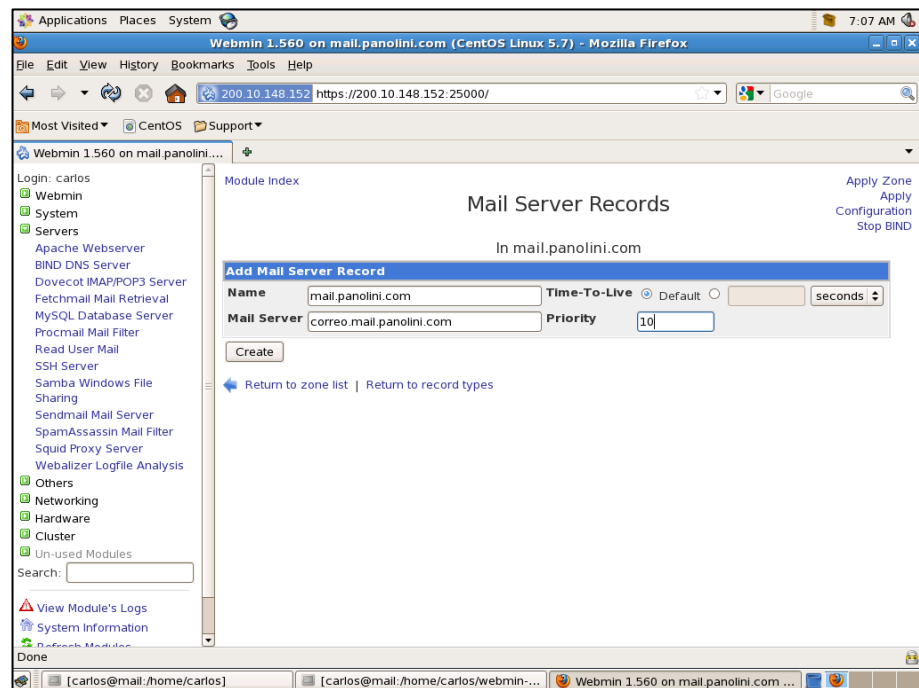 Applications Places System
7:07 AM
Webmin 1.560 on mail.panolini.com (CentOS Linux 5.7) - Mozilla Firefox
File Edit View History Bookmarks Tools Help
200.10.148.152 https://200.10.148.152:25000/
Google
Most Visited CentOS Support
Webmin 1.560 on mail.panolini....
Login: carlos
Webmin
System
Servers
Apache Webserver
BIND DNS Server
Dovecot IMAP/POP3 Server
Fetchmail Mail Retrieval
MySQL Database Server
Procmail Mail Filter
Read User Mail
SSH Server
Samba Windows File
Sharing
Sendmail Mail Server
SpamAssassin Mail Filter
Squid Proxy Server
Webalizer Logfile Analysis
Others
Networking
Hardware
Cluster
Un-used Modules
Search:
View Module's Logs
System Information
Refresh Modules
Module Index
Mail Server Records
Apply Zone
Apply
Configuration
Stop BIND
In mail.panolini.com
Add Mail Server Record
Name mail.panolini.com Time-To-Live Default seconds
Mail Server correo.mail.panolini.com Priority 10
Create
Return to zone list | Return to record types
Done
[carlos@mail:/home/carlos] [carlos@mail:/home/carlos/webmin-... Webmin 1.560 on mail.panolini.com ...